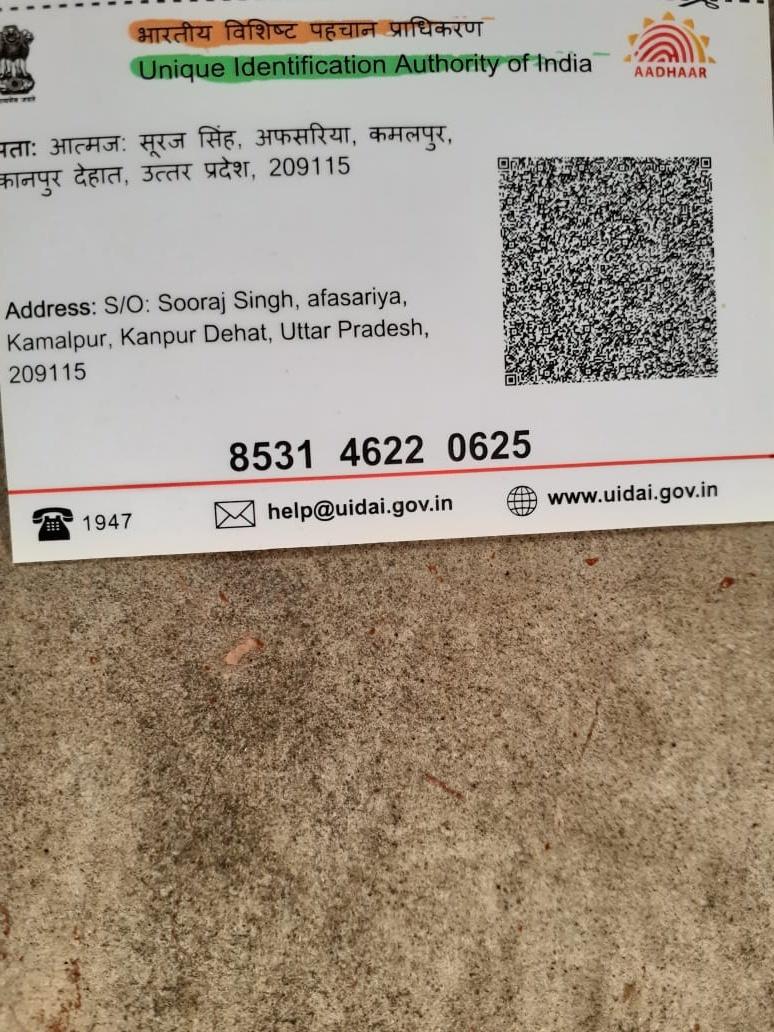 भारतीय विशिष्ट पहचान प्राधिकरण
Unique Identification Authority of India
AADHAAR
पता: आत्मज: सूरज सिंह, अफसरिया, कमलपुर,
कानपुर देहात, उत्तर प्रदेश, 209115
Address: S/O: Sooraj Singh, afasariya,
Kamalpur, Kanpur Dehat, Uttar Pradesh,
209115
8531 4622 0625
1947 help@uidai.gov.in www.uidai.gov.in